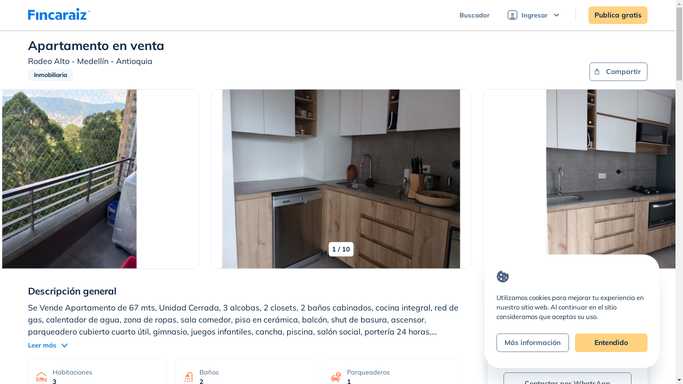 Fincaraiz
Buscador
Ingresar
Publica gratis
Apartamento en venta
Rodeo Alto - Medellín - Antioquia
Inmobiliaria
Compartir
1 / 10
Descripción general
Se Vende Apartamento de 67 mts, Unidad Cerrada, 3 alcobas, 2 closets, 2 baños cabinados, cocina integral, red de
gas, calentador de agua, zona de ropas, sala comedor, piso en cerámica, balcón, shut de basura, ascensor,
parqueadero cubierto cuarto útil, gimnasio, juegos infantiles, cancha, piscina, salón social, portería 24 horas,...
Leer más
Habitaciones
3
Baños
2
Parqueaderos
1
Utilizamos cookies para mejorar tu experiencia en
nuestro sitio web. Al continuar en el sitio
consideramos que aceptas su uso.
Más información
Entendido
Contactar por WhatsApp